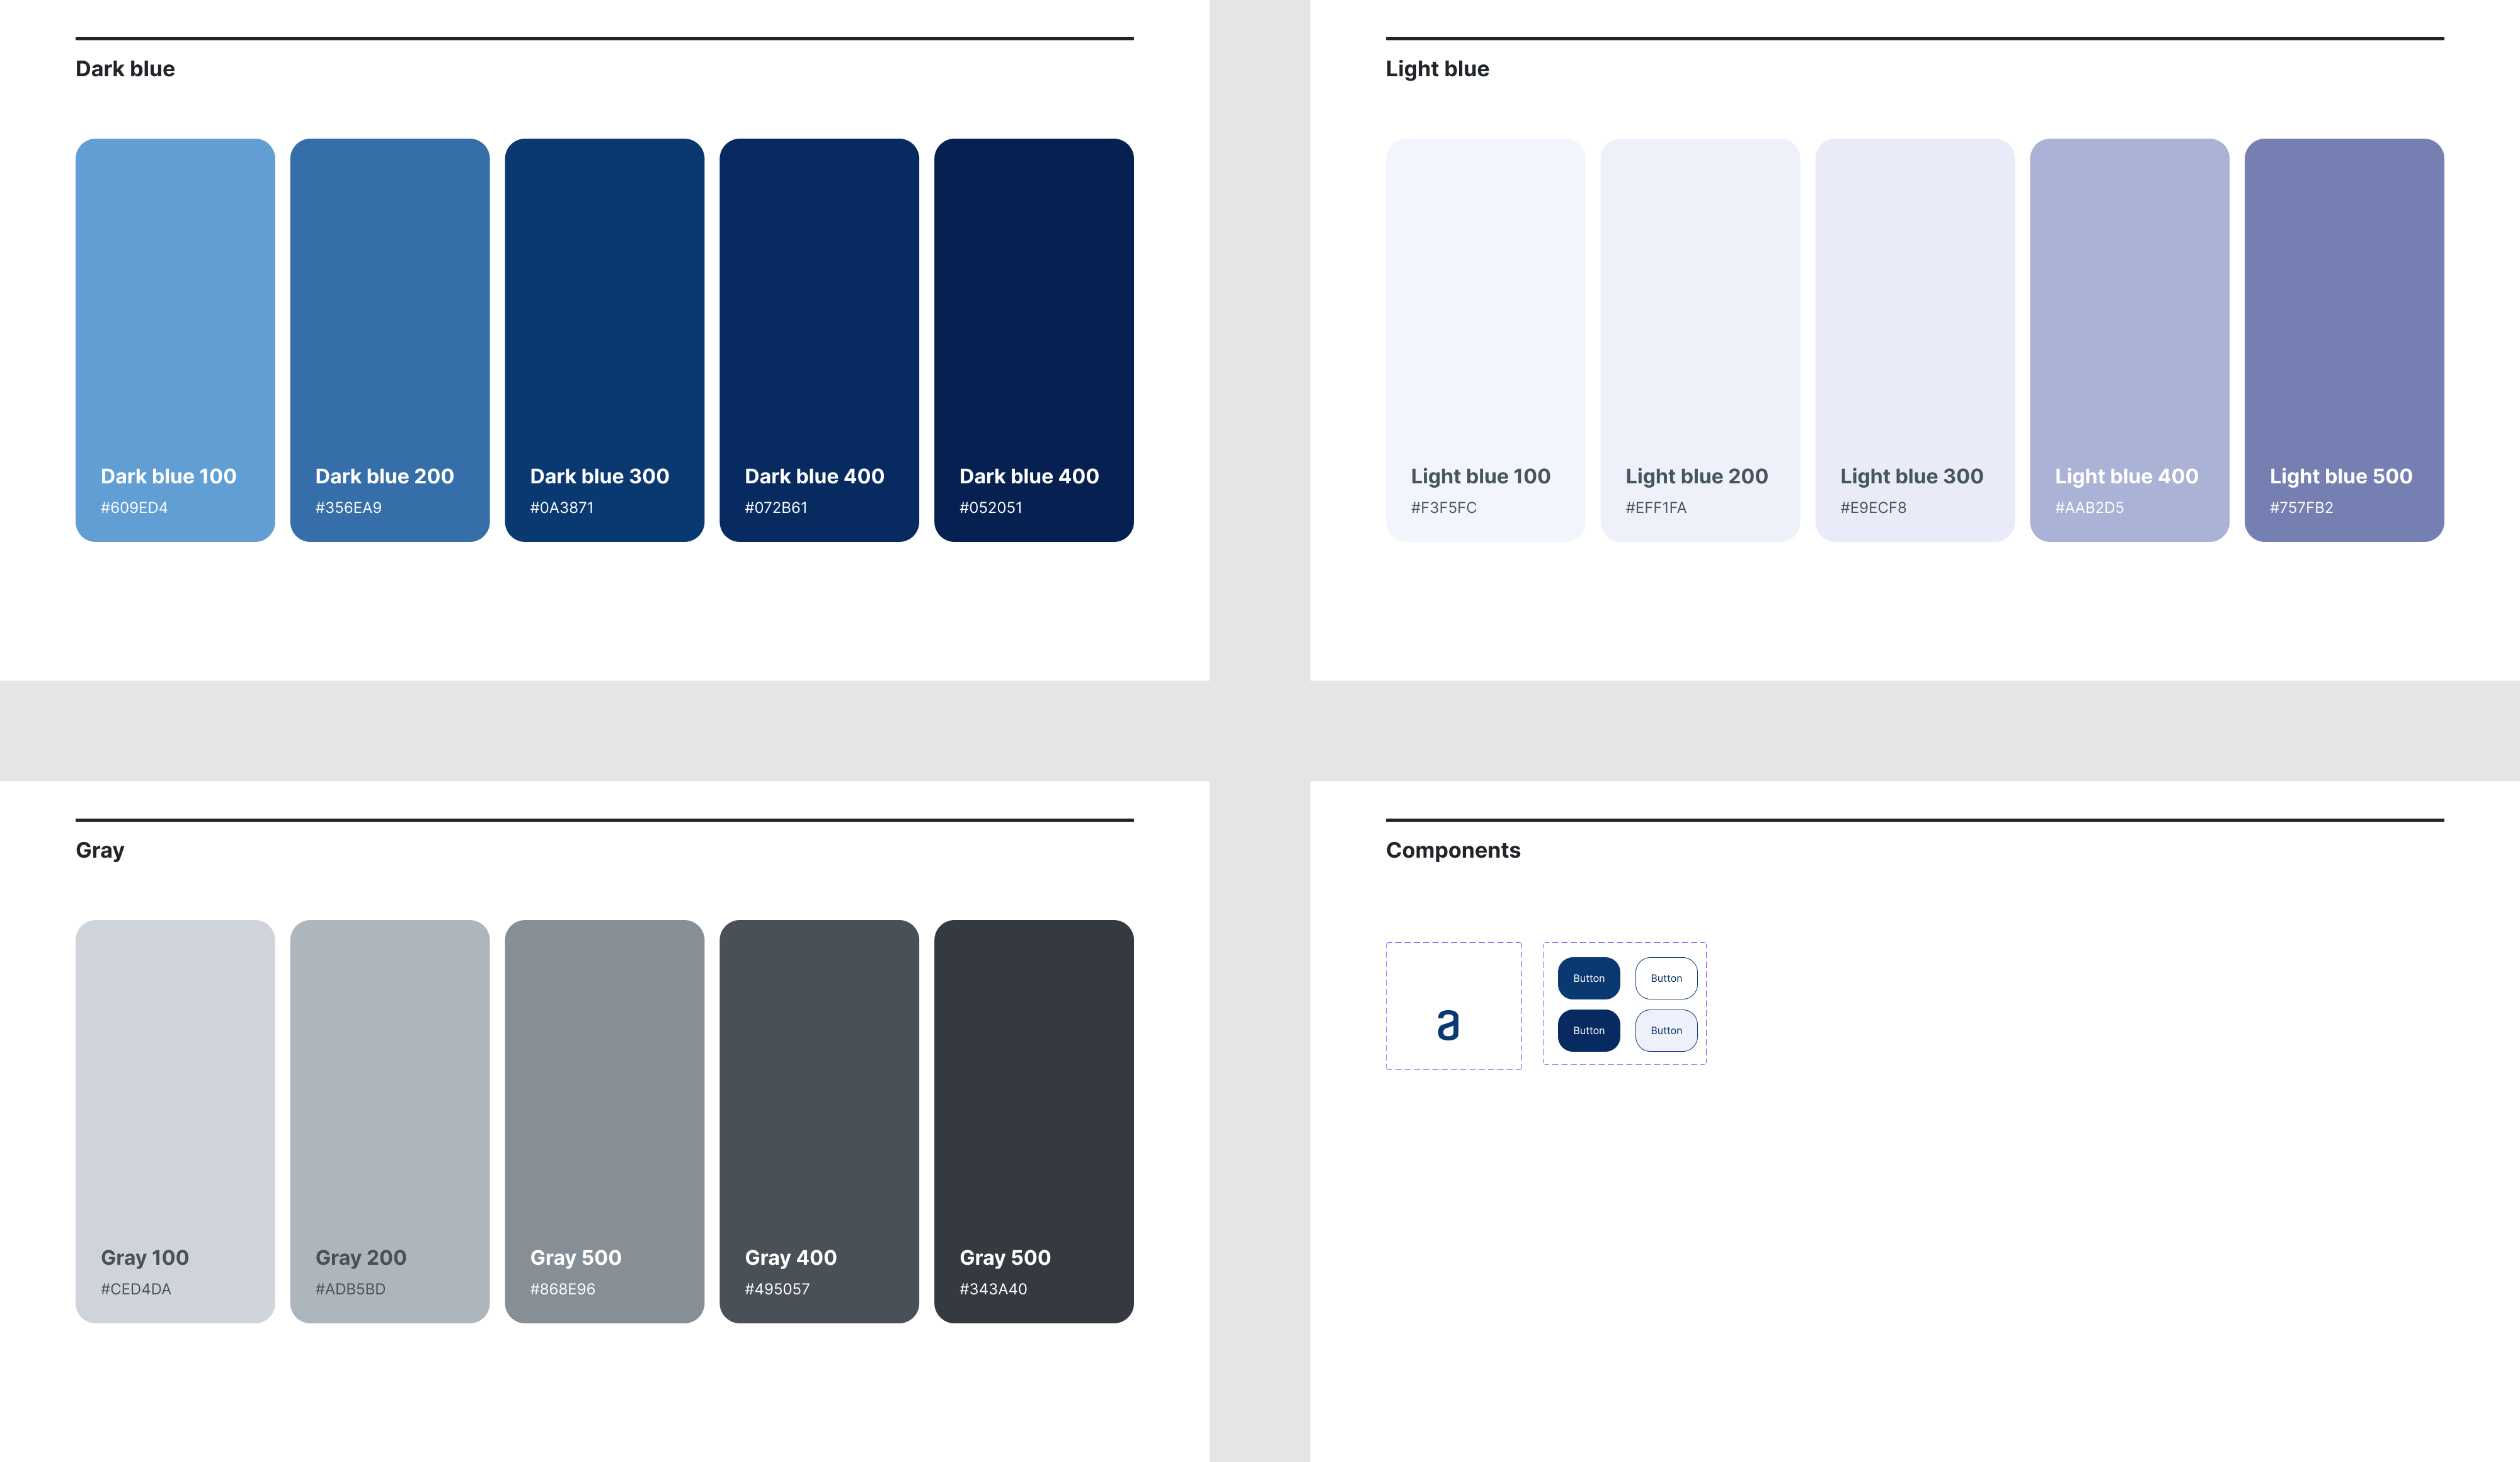 Dark blue
Dark blue 100
#609ED4
Dark blue 200
#356EA9
Dark blue 300
#0A3871
Dark blue 400
#072B61
Dark blue 400
#052051
Light blue
Light blue 100
#F3F5FC
Light blue 200
#EFF1FA
Light blue 300
#E9ECF8
Light blue 400
#AAB2D5
Light blue 500
#757FB2
Gray
Gray 100
#CED4DA
Gray 200
#ADB5BD
Gray 500
#868E96
Gray 400
#495057
Gray 500
#343A40
Components
a
Button
Button
Button
Button